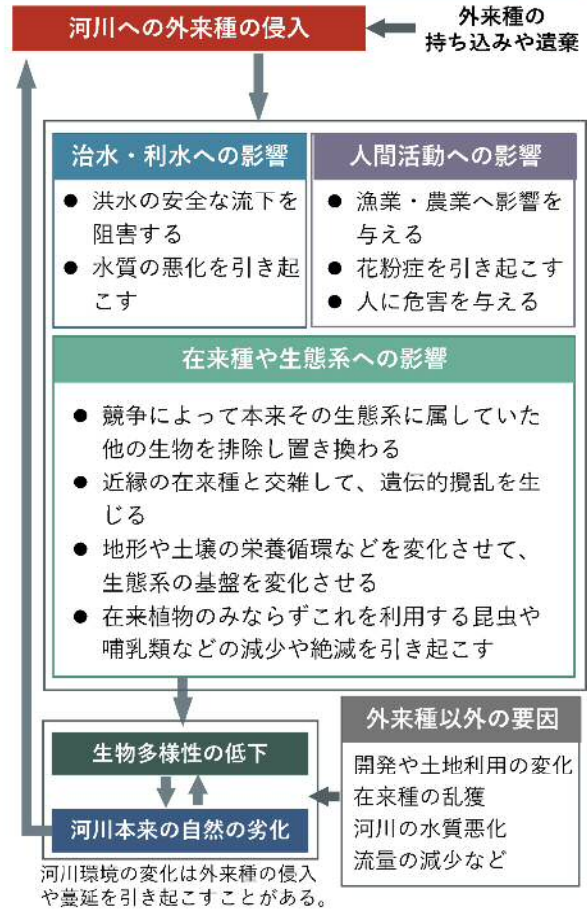 河川への外来種の侵入
外来種の
持ち込みや遺棄
治水・利水への影響
● 洪水の安全な流下を
阻害する
● 水質の悪化を引き起
こす
人間活動への影響
● 漁業・農業へ影響を
与える
● 花粉症を引き起こす
● 人に危害を与える
在来種や生態系への影響
● 競争によって本来その生態系に属していた
他の生物を排除し置き換わる
● 近縁の在来種と交雑して、遺伝的攪乱を生
じる
● 地形や土壌の栄養循環などを変化させて、
生態系の基盤を変化させる
● 在来植物のみならずこれを利用する昆虫や
哺乳類などの減少や絶滅を引き起こす
生物多様性の低下
河川本来の自然の劣化
河川環境の変化は外来種の侵入
や蔓延を引き起こすことがある。
外来種以外の要因
開発や土地利用の変化
在来種の乱獲
河川の水質悪化
流量の減少など